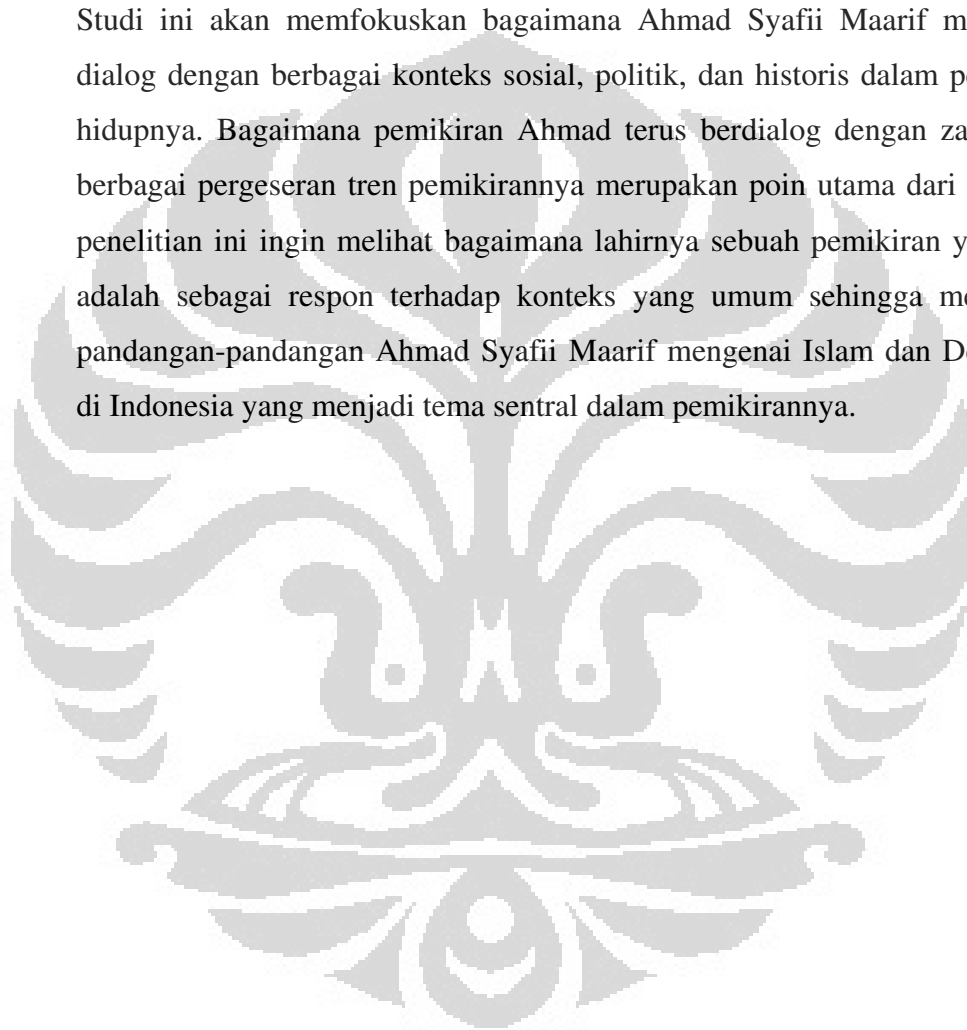 Studi ini akan memfokuskan bagaimana Ahmad Syafii Maarif m
dialog dengan berbagai konteks sosial, politik, dan historis dalam pe
hidupnya. Bagaimana pemikiran Ahmad terus berdialog dengan za
berbagai pergeseran tren pemikirannya merupakan poin utama dari
penelitian ini ingin melihat bagaimana lahirnya sebuah pemikiran y
adalah sebagai respon terhadap konteks yang umum sehingga me
pandangan-pandangan Ahmad Syafii Maarif mengenai Islam dan D
di Indonesia yang menjadi tema sentral dalam pemikirannya.